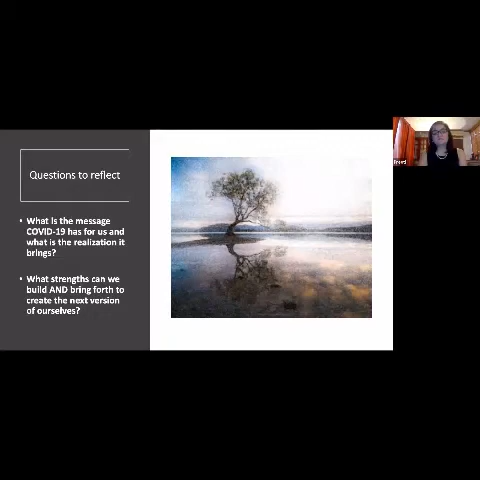 Questions to reflect
• What is the message
COVID-19 has for us and
what is the realization it
brings?
• What strengths can we
build AND bring forth to
create the next version
of ourselves?